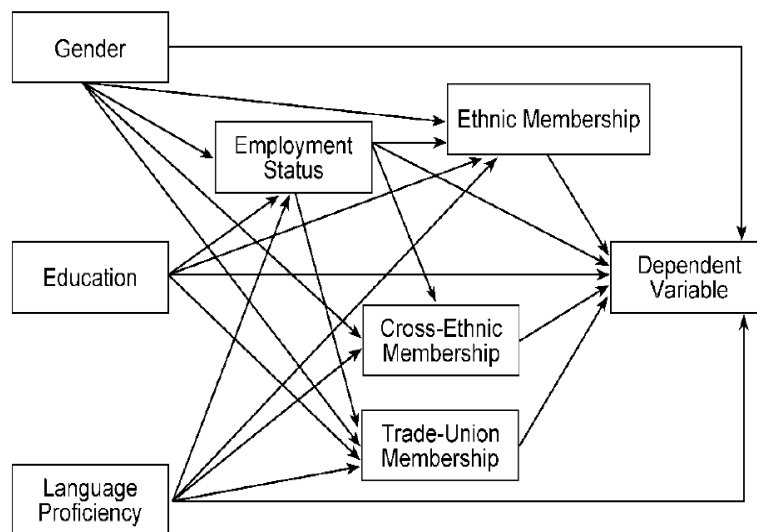 Gender
Ethnic Membership
Employment
Status
Education
Dependent
Variable
Cross-Ethnic
Membership
Trade-Union
Membership
Language
Proficiency